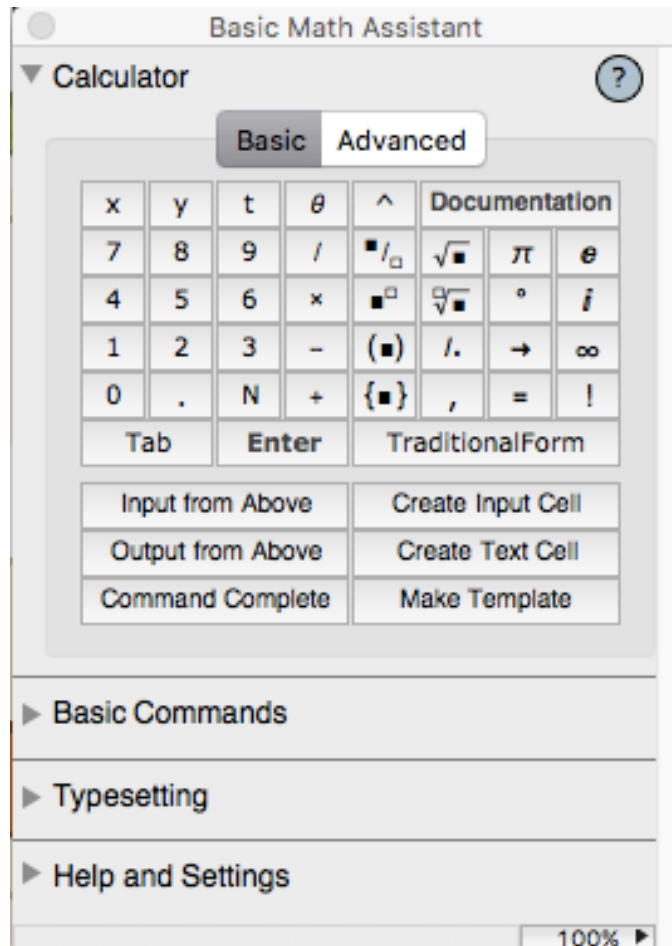 Basic Math Assistant
Calculator ?
Basic Advanced
x y t θ ^ Documentation
7 8 9 / ■/□ √■ π e
4 5 6 × ■□ □√■ ° i
1 2 3 − (■) /. → ∞
0 . N + {■} , = !
Tab Enter TraditionalForm
Input from Above Create Input Cell
Output from Above Create Text Cell
Command Complete Make Template
Basic Commands
Typesetting
Help and Settings
100%